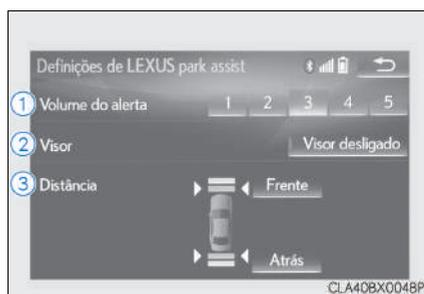 Definições de LEXUS park assist
1 Volume do alerta 1 2 3 4 5
2 Visor Visor desligado
3 Distância Frente
Atrás
CLA40BX004BP